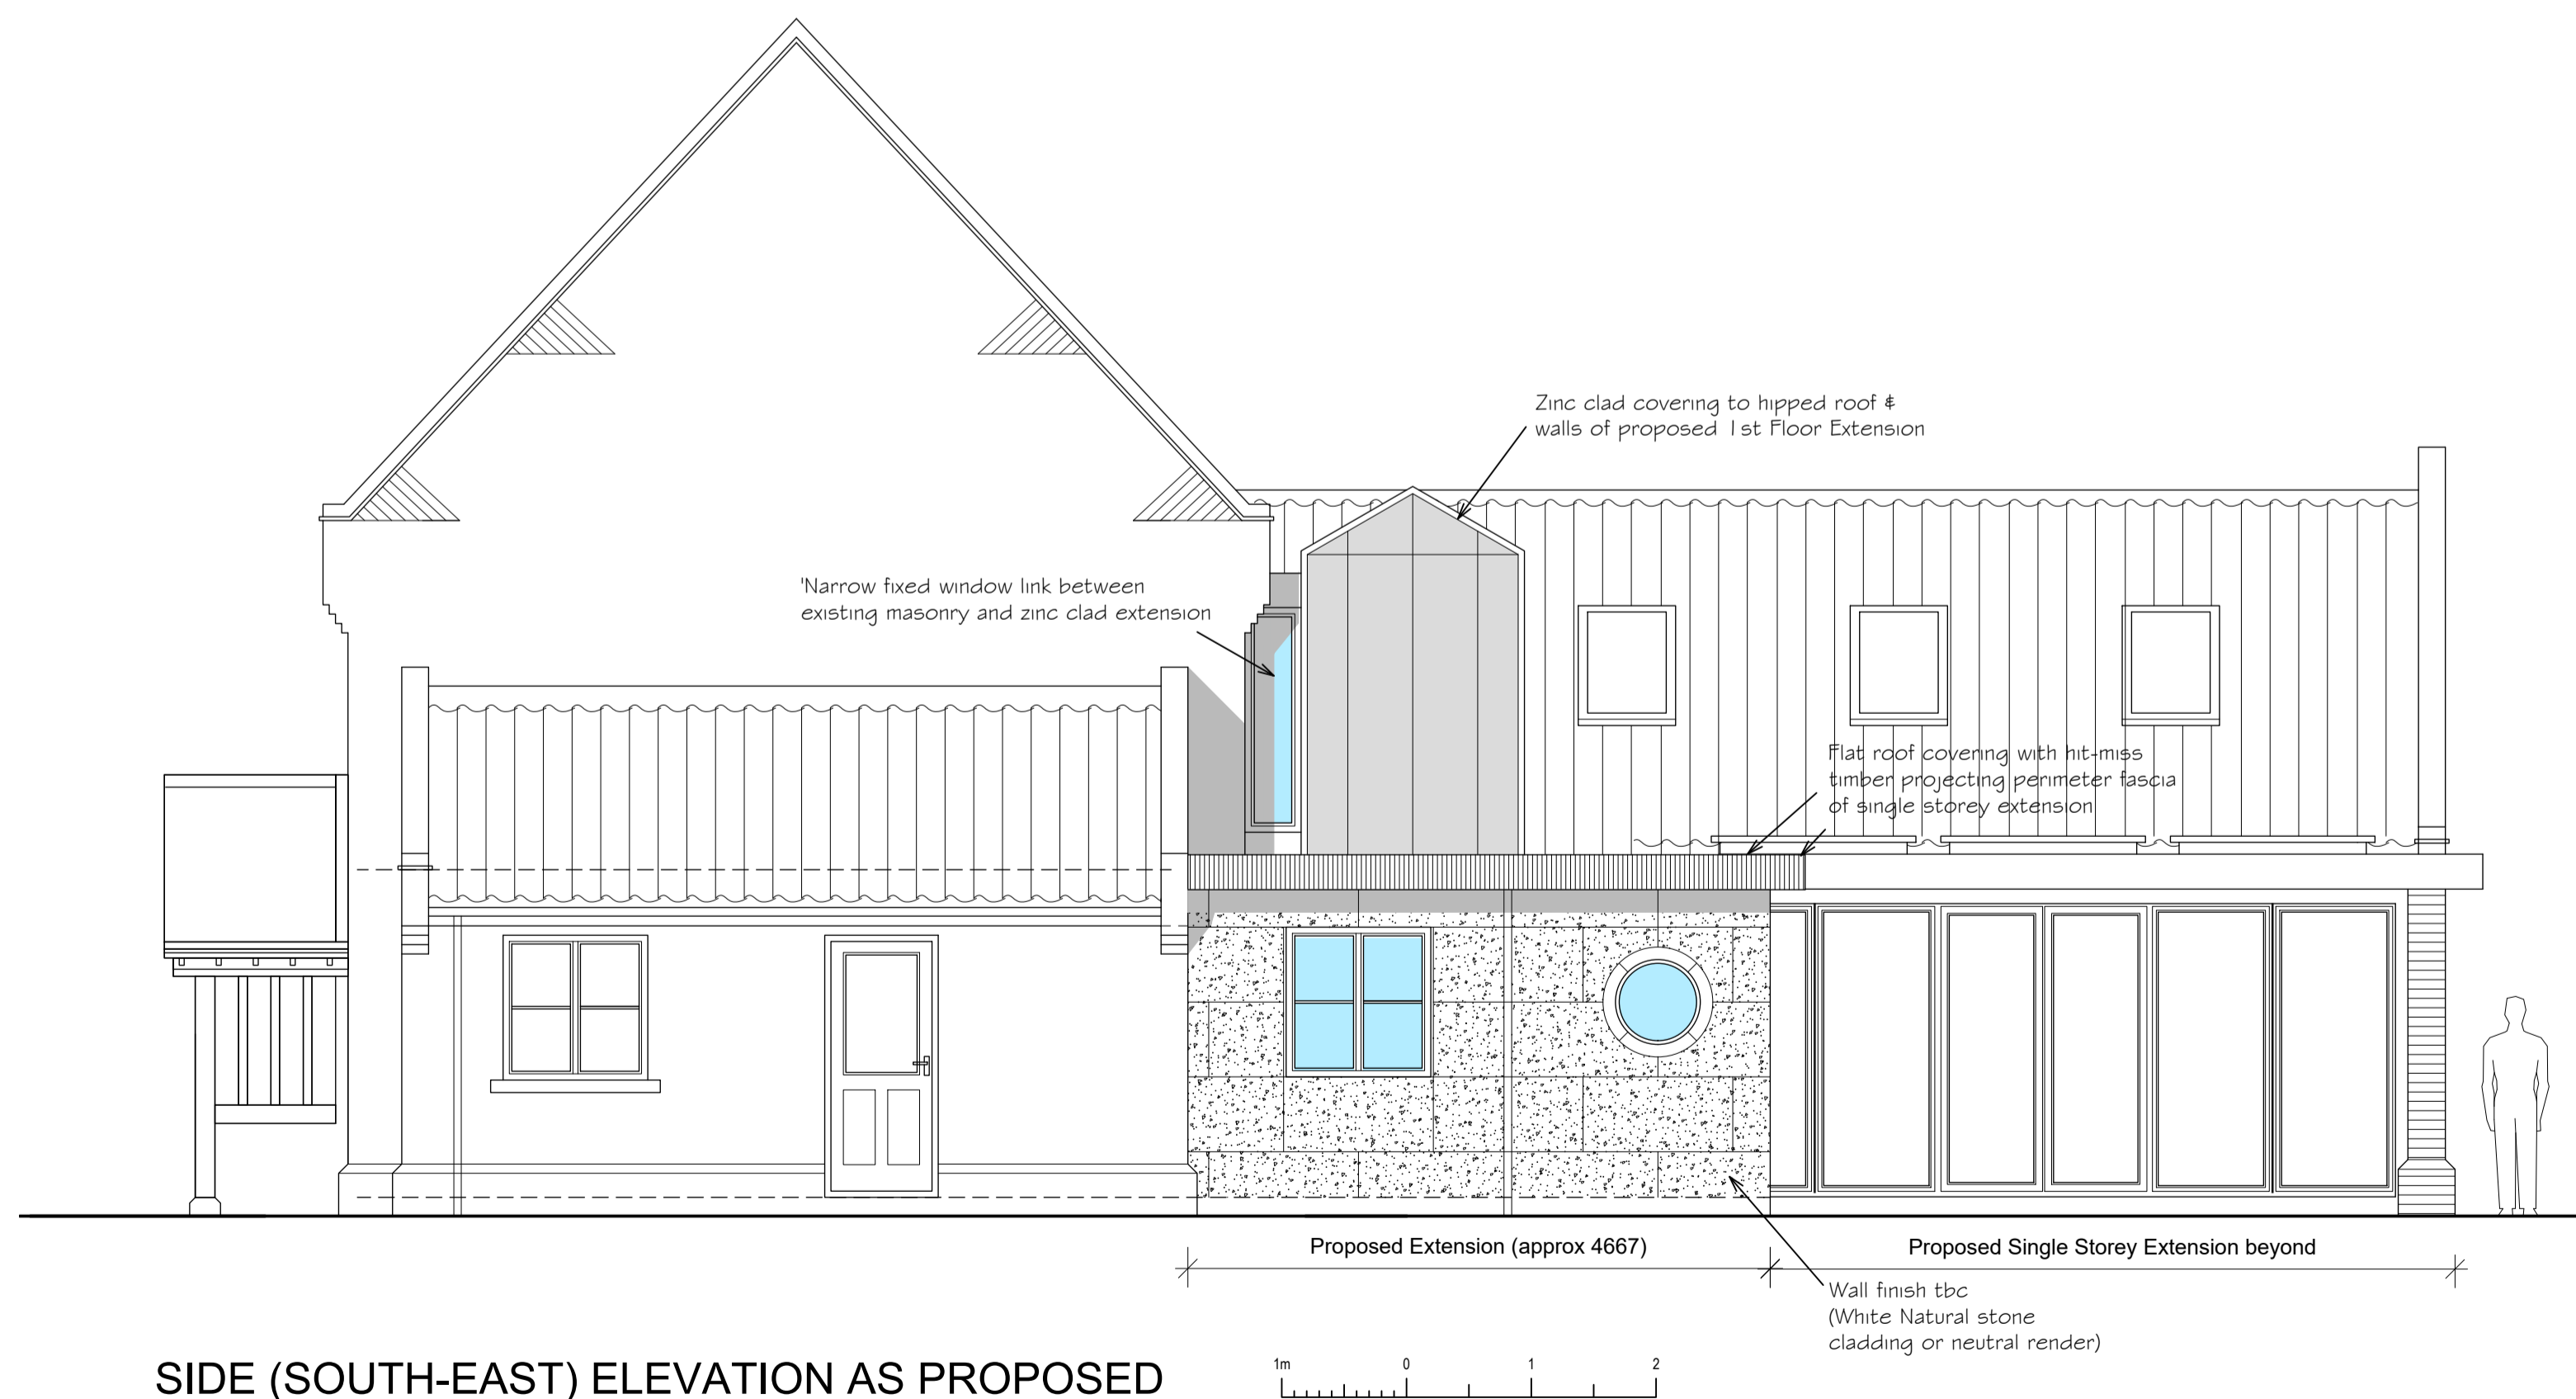 Zinc clad covering to hipped roof &
walls of proposed 1st Floor Extension
'Narrow fixed window link between
existing masonry and zinc clad extension
Flat roof covering with hit-miss
timber projecting perimeter fascia
of single storey extension
Proposed Extension (approx 4667)
Proposed Single Storey Extension beyond
Wall finish tbc
(White Natural stone
cladding or neutral render)
SIDE (SOUTH-EAST) ELEVATION AS PROPOSED
1m 0 1 2